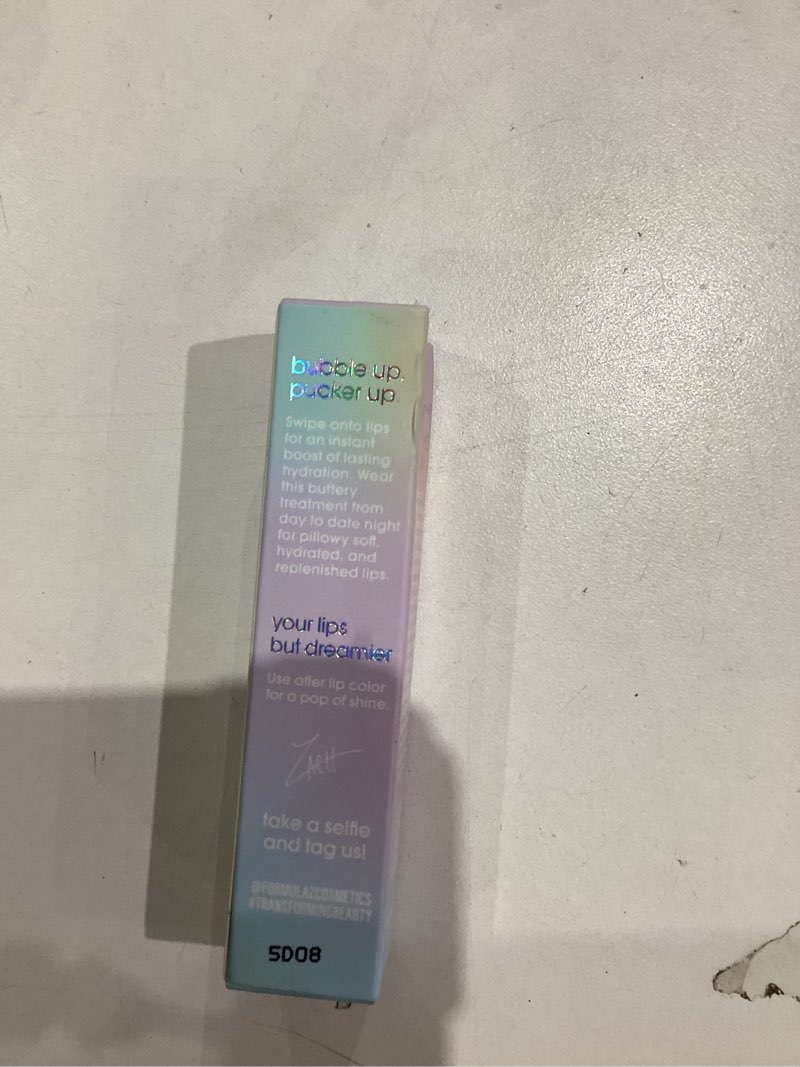 bubble up,
pucker up.
Swipe onto lips
for an instant
boost of lasting
hydration. Wear
this buttery
treatment from
day to date night
for pillowy soft,
hydrated, and
replenished lips.
your lips
but dreamier
Use after lip color
for a pop of shine.
ZACH
take a selfie
and tag us!
@FORMULAZCOSMETICS
#TRANSFORMINGBEAUTY
5D08